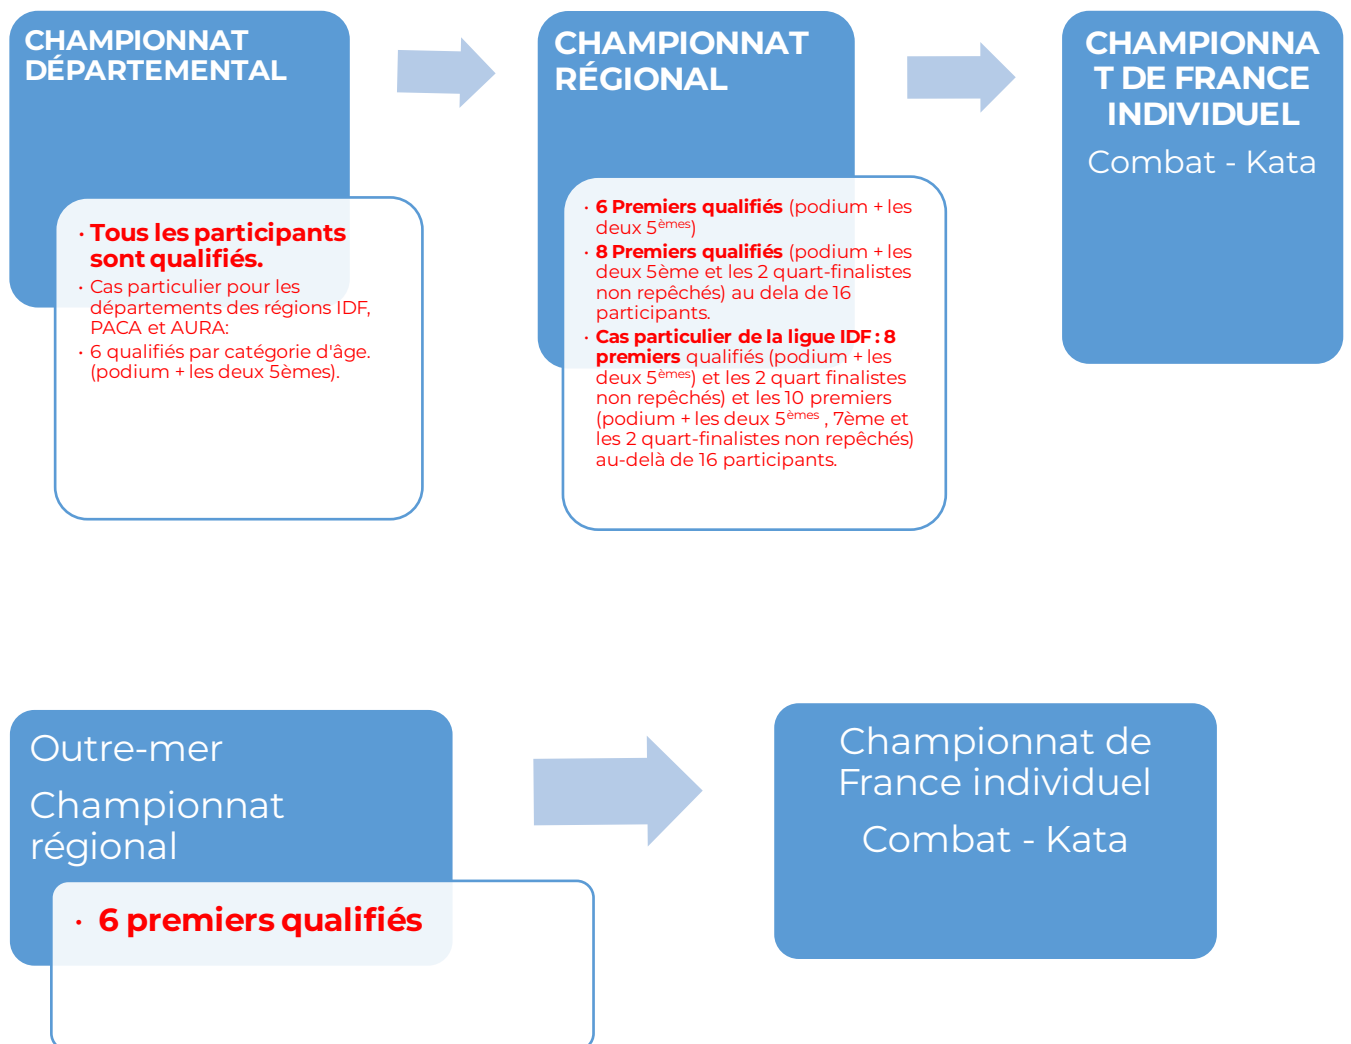 CHAMPIONNAT
DÉPARTEMENTAL
· Tous les participants
sont qualifiés.
· Cas particulier pour les
départements des régions IDF,
PACA et AURA:
· 6 qualifiés par catégorie d'âge.
(podium + les deux 5èmes).
CHAMPIONNAT
RÉGIONAL
· 6 Premiers qualifiés (podium + les
deux 5èmes)
· 8 Premiers qualifiés (podium + les
deux 5ème et les 2 quart-finalistes
non repêchés) au dela de 16
participants.
· Cas particulier de la ligue IDF : 8
premiers qualifiés (podium + les
deux 5èmes) et les 2 quart finalistes
non repêchés) et les 10 premiers
(podium + les deux 5èmes , 7ème et
les 2 quart-finalistes non repêchés)
au-delà de 16 participants.
CHAMPIONNA
T DE FRANCE
INDIVIDUEL
Combat - Kata
Outre-mer
Championnat
régional
· 6 premiers qualifiés
Championnat de
France individuel
Combat - Kata